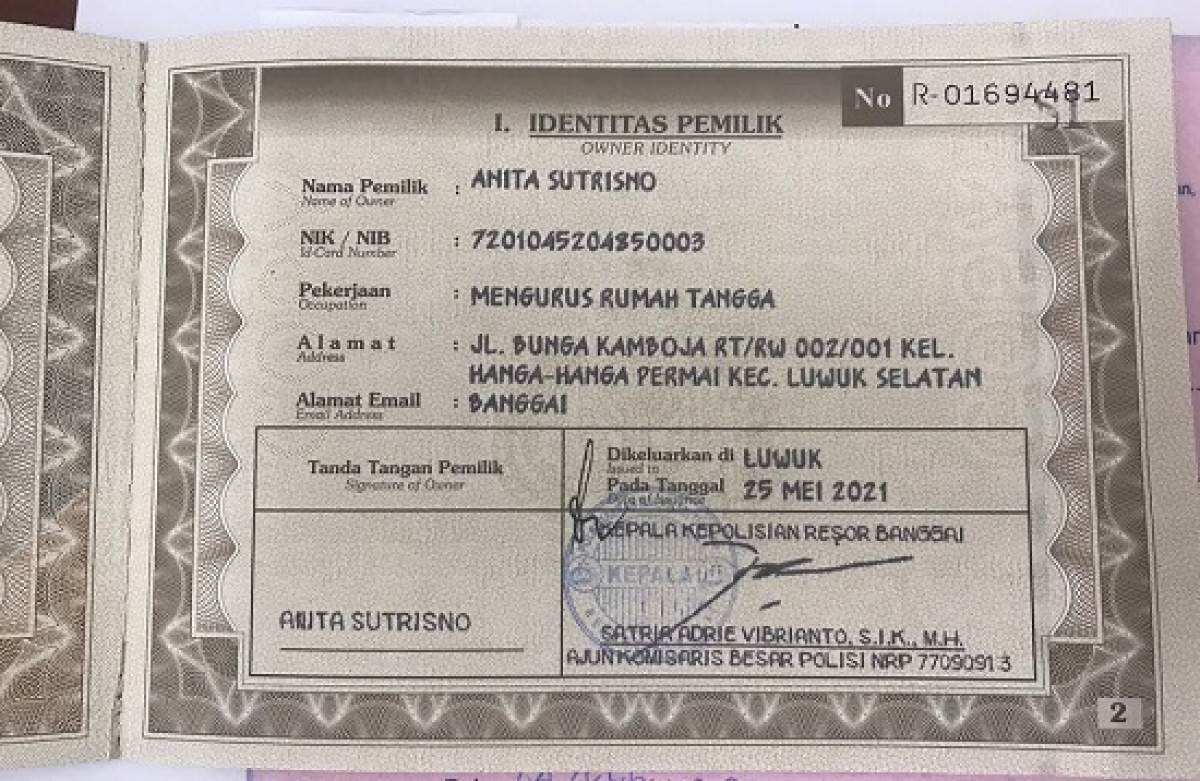 No R-01694481
I. IDENTITAS PEMILIK
OWNER IDENTITY
Nama Pemilik : ANITA SUTRISNO
Name of Owner
NIK / NIB : 7201045204850003
Id-Card Number
Pekerjaan : MENGURUS RUMAH TANGGA
Occupation
Alamat : JL. BUNGA KAMBOJA RT/RW 002/001 KEL.
Address
HANGA-HANGA PERMAI KEC. LUWUK SELATAN
Alamat Email : BANGGAI
Email Address
Tanda Tangan Pemilik
Signature of Owner
Dikeluarkan di LUWUK
Issued in
Pada Tanggal 25 MEI 2021
Date of Issuance
KEPALA KEPOLISIAN RESOR BANGGAI
KEPALA
ANITA SUTRISNO
SATRIA ADRIE VIBRIANTO, S.I.K., M.H.
AJUN KOMISARIS BESAR POLISI NRP 77090913
2